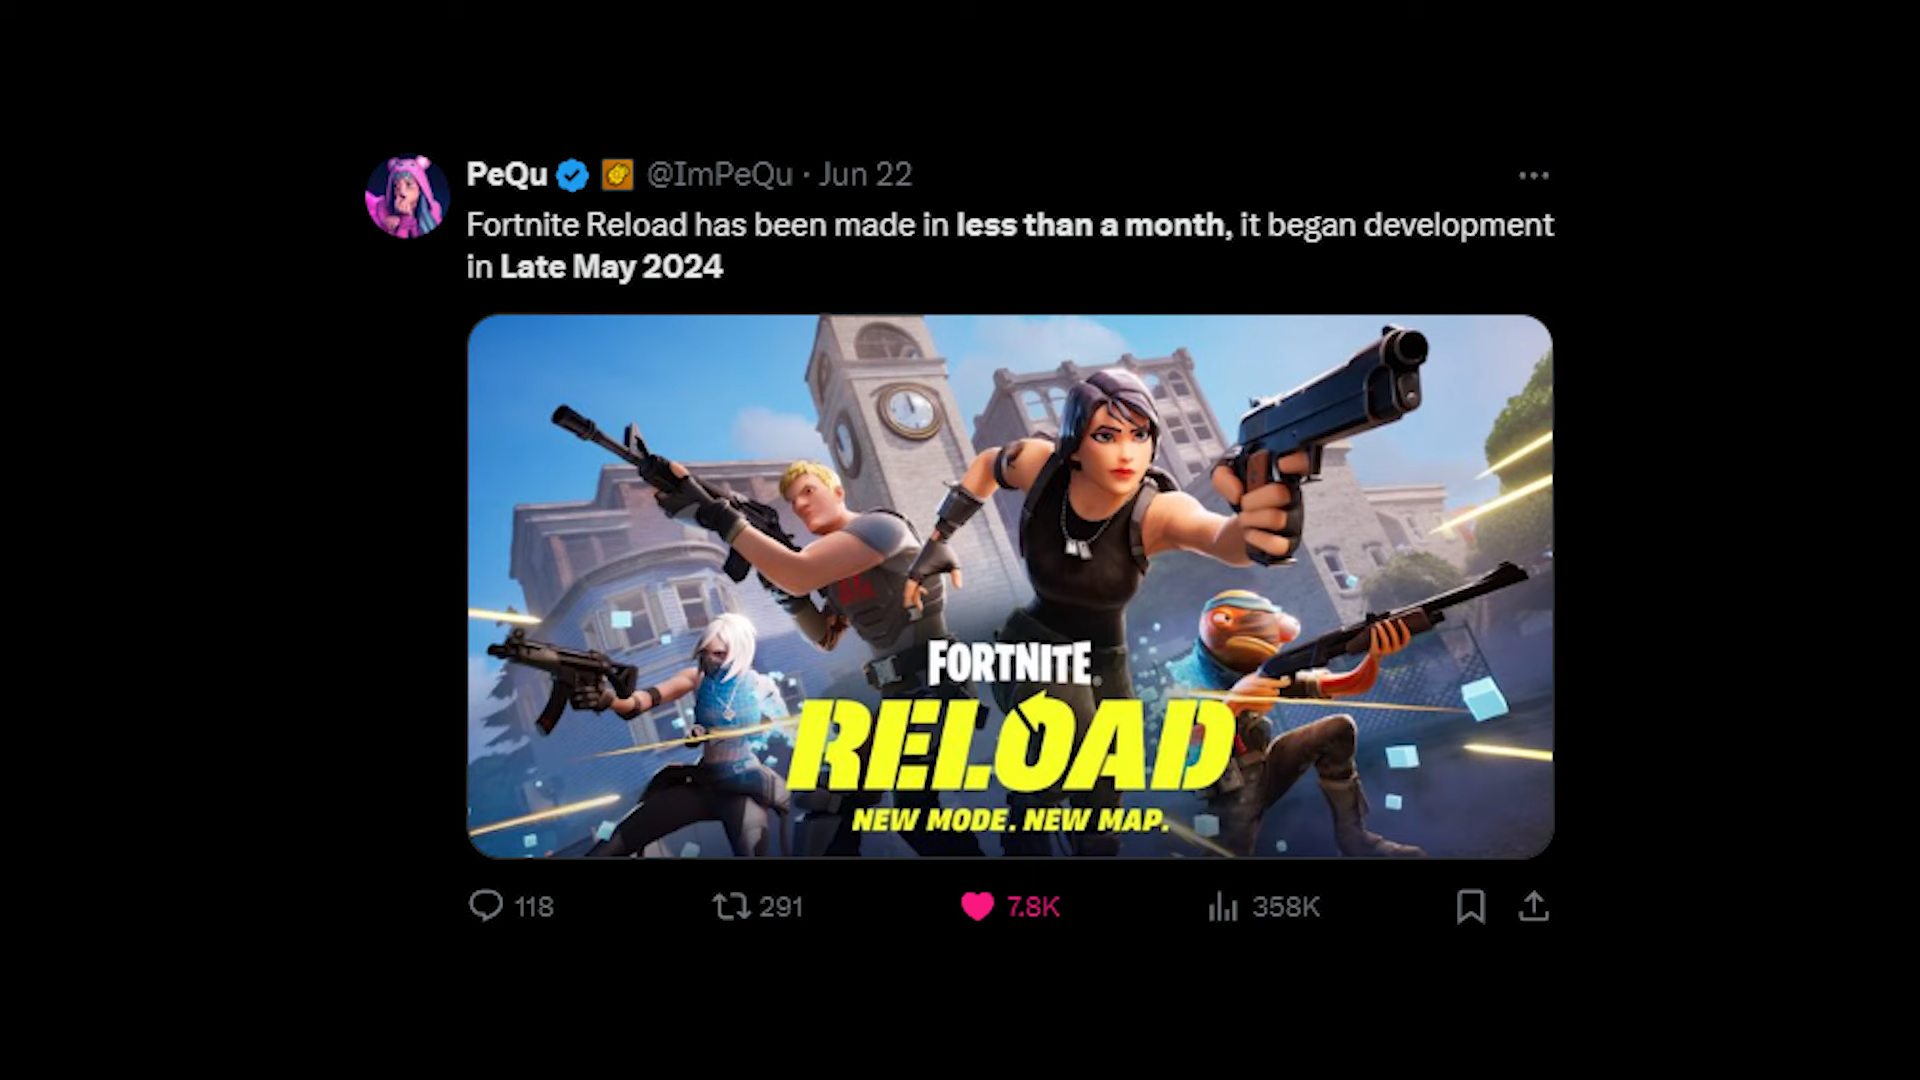 PeQu @ImPeQu · Jun 22
Fortnite Reload has been made in less than a month, it began development
in Late May 2024
FORTNITE
RELOAD
NEW MODE. NEW MAP.
118 291 7.8K 358K